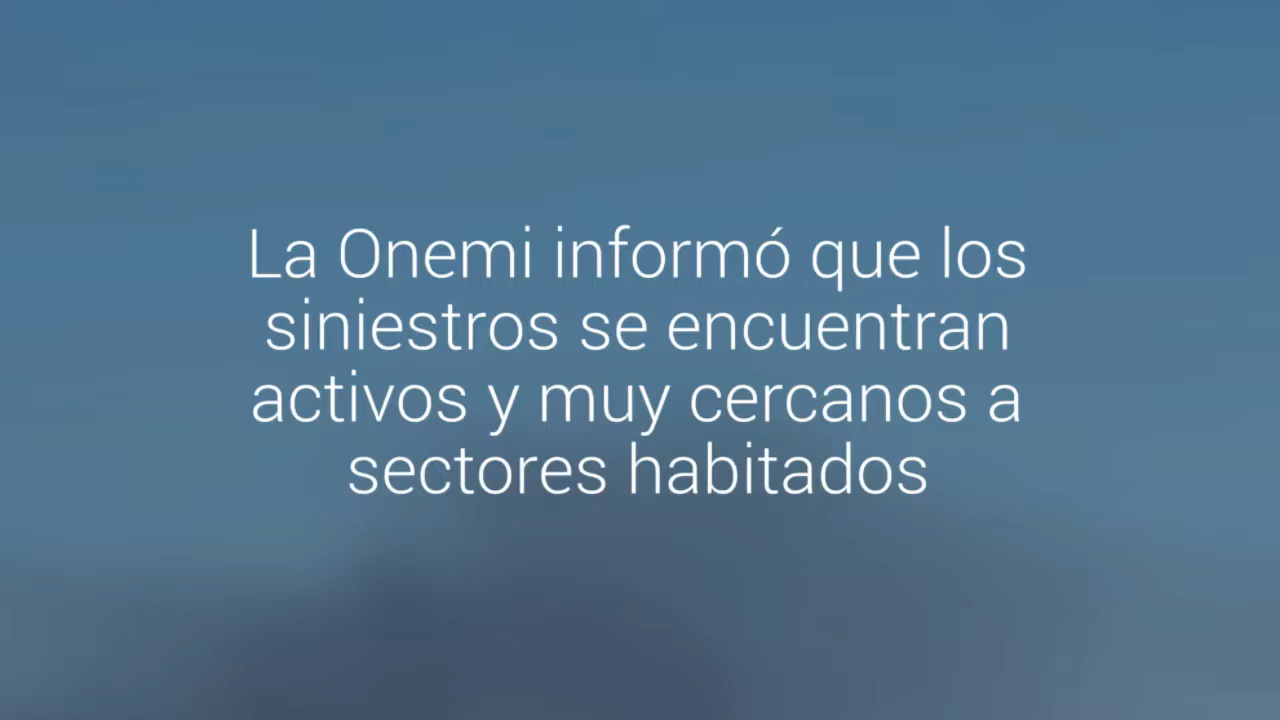 La Onemi informó que los
siniestros se encuentran
activos y muy cercanos a
sectores habitados